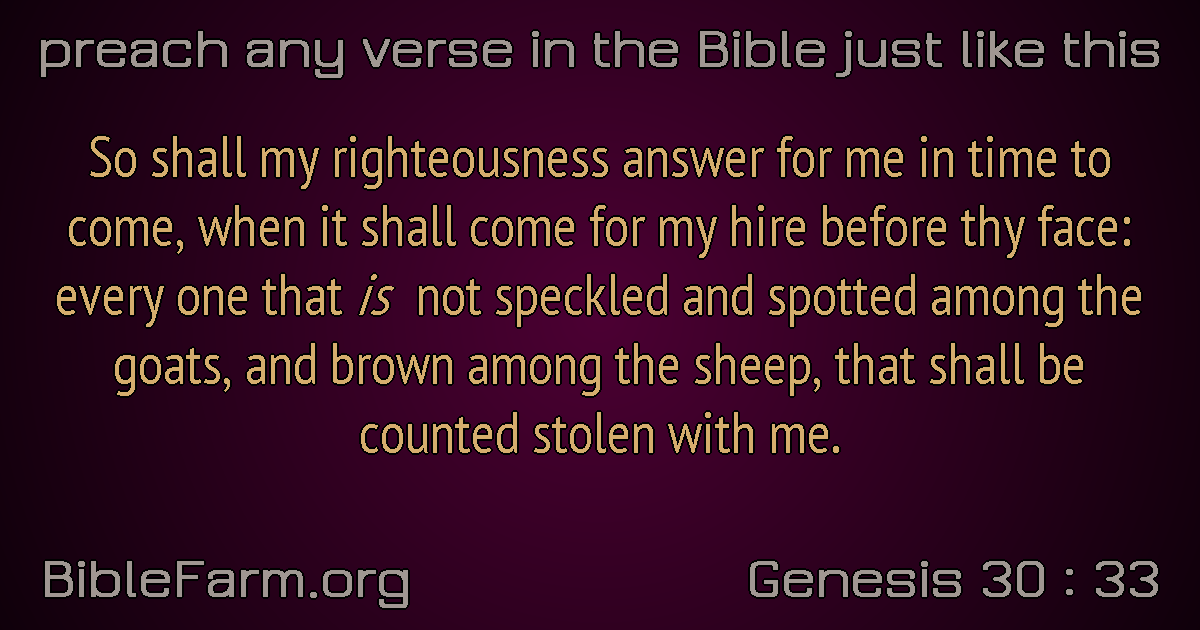 preach any verse in the Bible just like this
So shall my righteousness answer for me in time to
come, when it shall come for my hire before thy face:
every one that is not speckled and spotted among the
goats, and brown among the sheep, that shall be
counted stolen with me.
BibleFarm.org
Genesis 30 : 33